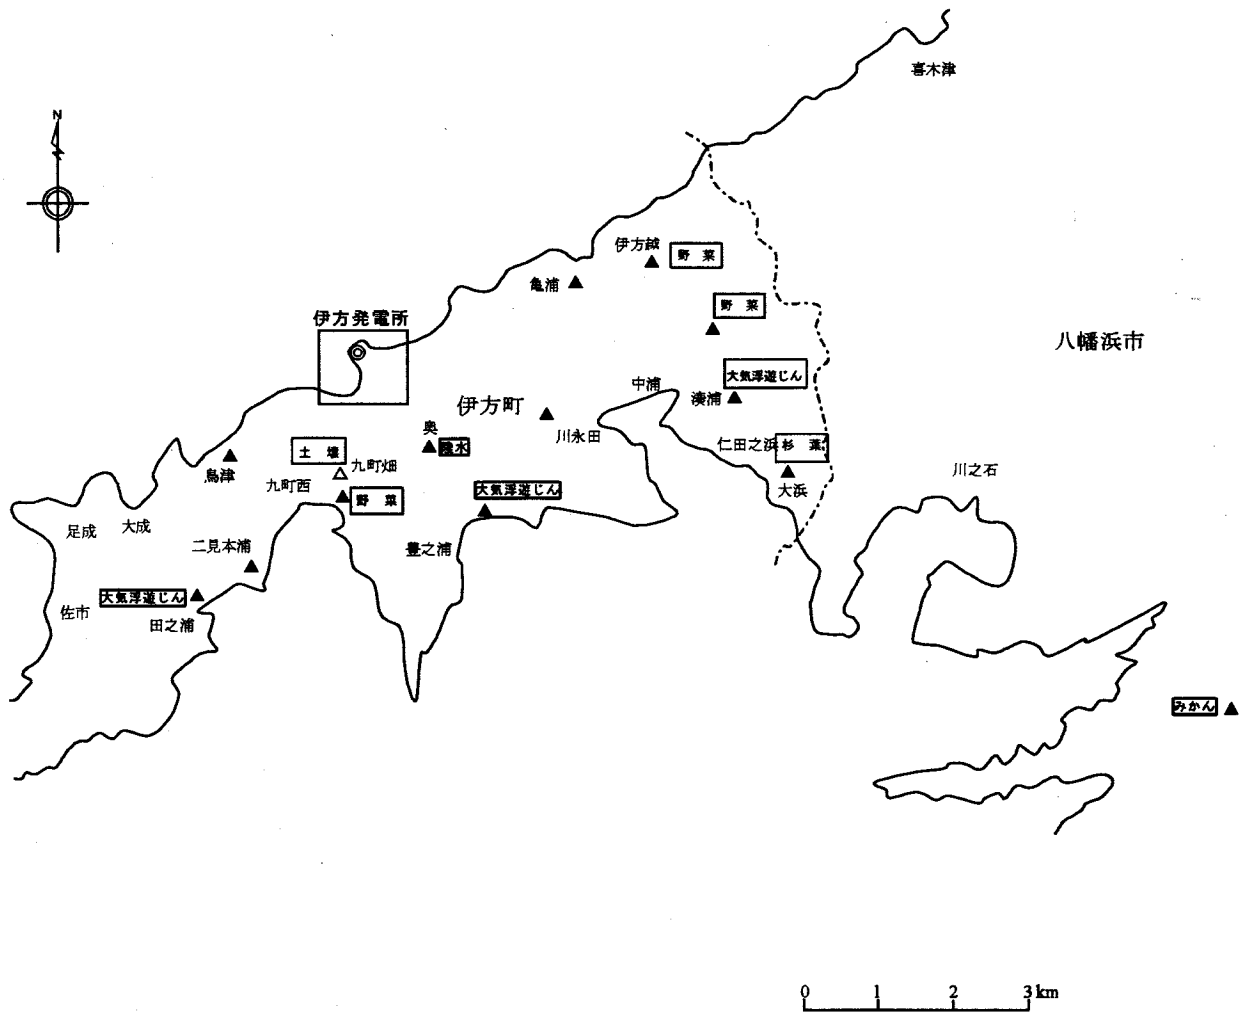 喜木津
N
伊方越
野菜
亀浦
野菜
伊方発電所
八幡浜市
大気浮遊じん
中浦
湊浦
伊方町
奥
陸水
川永田
仁田之浜
杉葉
土壌
九町畑
鳥津
九町西
野菜
大気浮遊じん
大浜
川之石
足成
大成
二見本浦
豊之浦
大気浮遊じん
佐市
田之浦
みかん
0 1 2 3km